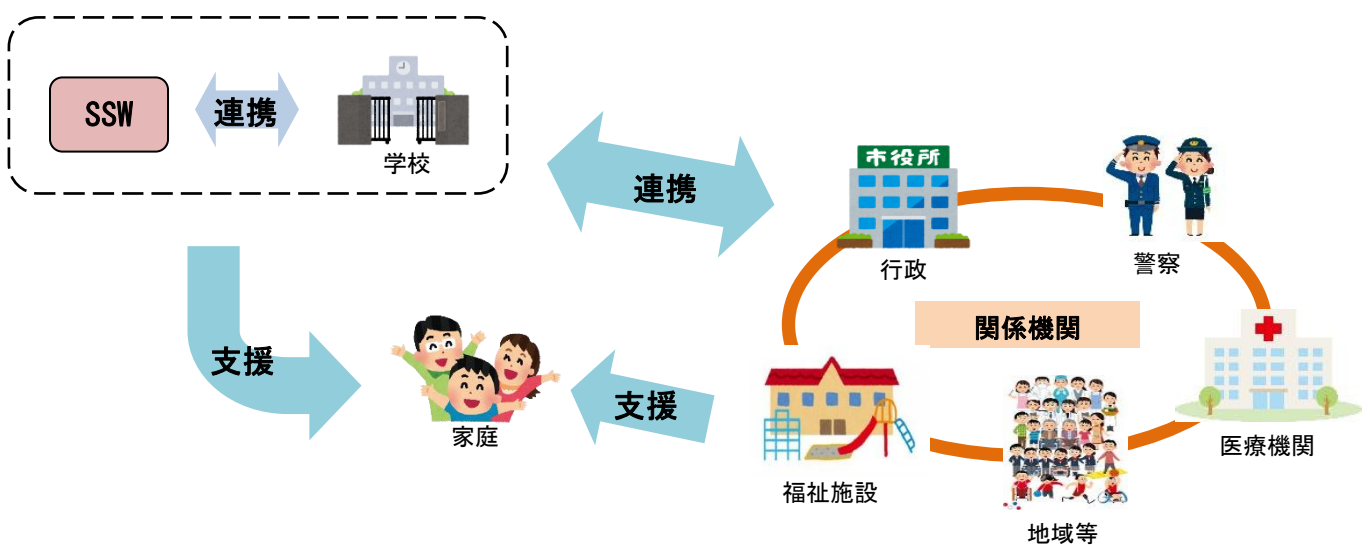 SSW
連携
学校
連携
市役所
行政
警察
関係機関
支援
家庭
支援
福祉施設
地域等
医療機関